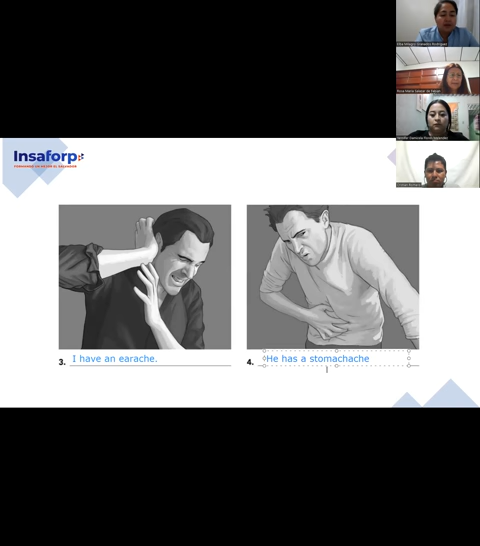 Insaforp
3. I have an earache.
4. He has a stomachache